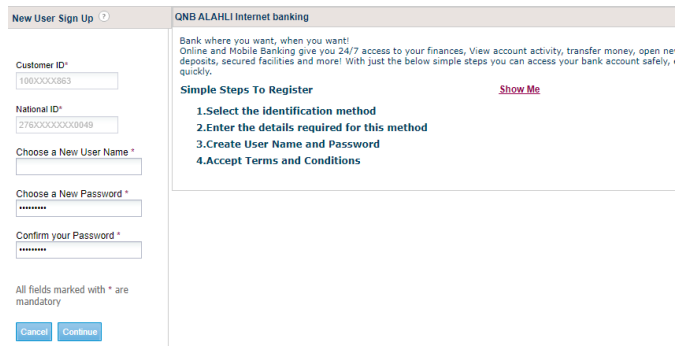 New User Sign Up ?
Customer ID*
100XXXX863
National ID*
276XXXXXXX0049
Choose a New User Name *
Choose a New Password *
•••••••••
Confirm your Password *
•••••••••
All fields marked with * are
mandatory
Cancel Continue
QNB ALAHLI Internet banking
Bank where you want, when you want!
Online and Mobile Banking give you 24/7 access to your finances, View account activity, transfer money, open
deposits, secured facilities and more! With just the below simple steps you can access your bank account safely,
quickly.
Simple Steps To Register Show Me
1.Select the identification method
2.Enter the details required for this method
3.Create User Name and Password
4.Accept Terms and Conditions